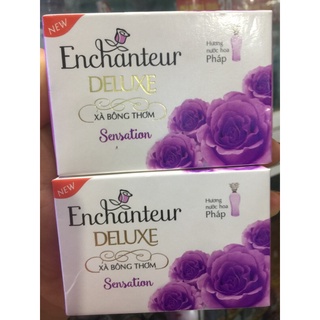 NEW
Enchanteur
DELUXE
XÀ BÔNG THƠM
Sensation
Hương
nước hoa
Pháp
NEW
Enchanteur
DELUXE
XÀ BÔNG THƠM
Sensation
Hương
nước hoa
Pháp